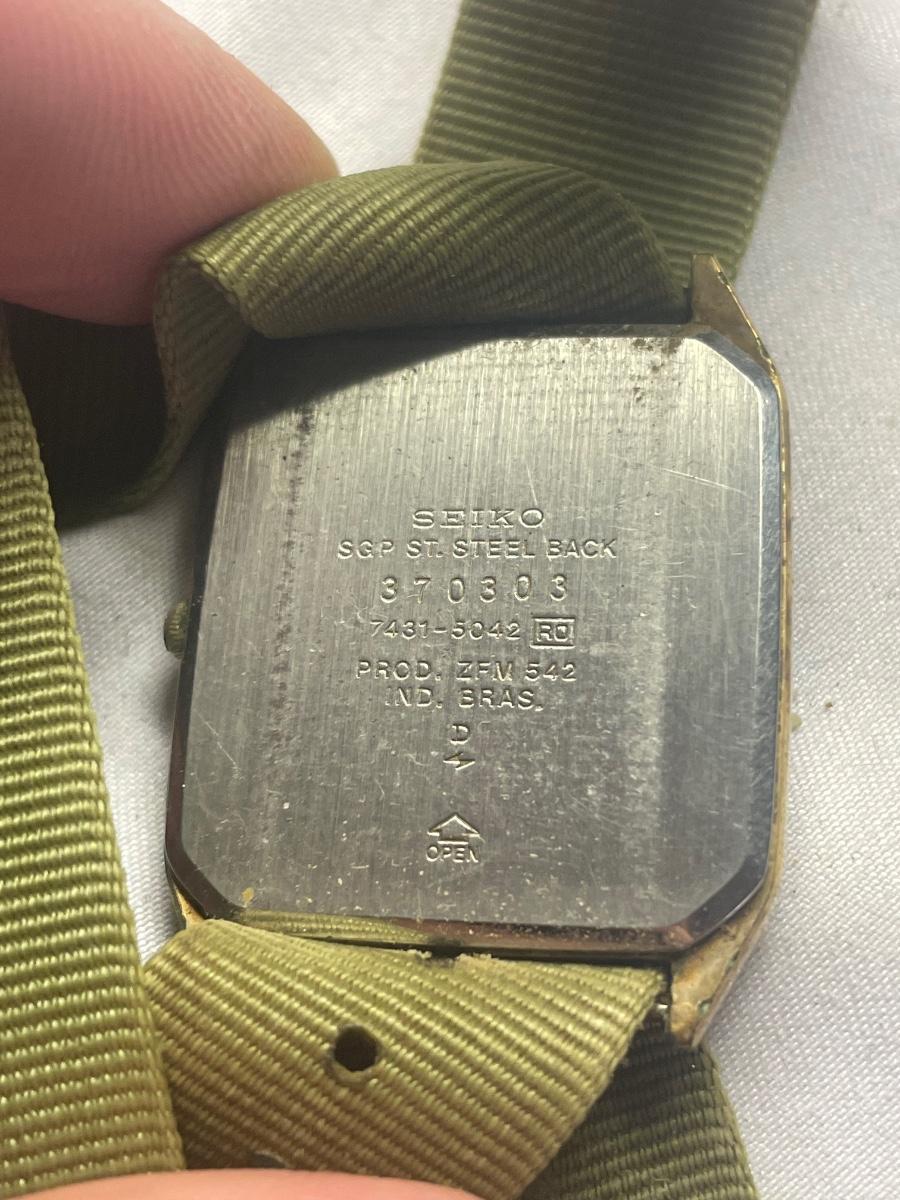 SEIKO
SGP ST. STEEL BACK
370303
7431-5042 RO
PROD. ZFM 542
IND. BRAS.
D
OPEN